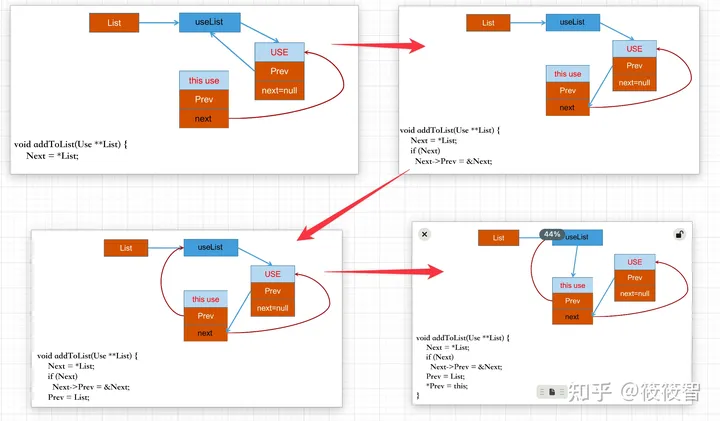 List
useList
USE
Prev
next=null
this use
Prev
next
void addToList(Use **List) {
Next = *List;
List
useList
USE
Prev
next=null
this use
Prev
next
void addToList(Use **List) {
Next = *List;
if (Next)
Next->Prev = &Next;
List
useList
USE
Prev
next=null
this use
Prev
next
void addToList(Use **List) {
Next = *List;
if (Next)
Next->Prev = &Next;
Prev = List;
44%
List
useList
USE
Prev
next=null
this use
Prev
next
void addToList(Use **List) {
Next = *List;
if (Next)
Next->Prev = &Next;
Prev = List;
*Prev = this;
}
知乎 @筱筱智